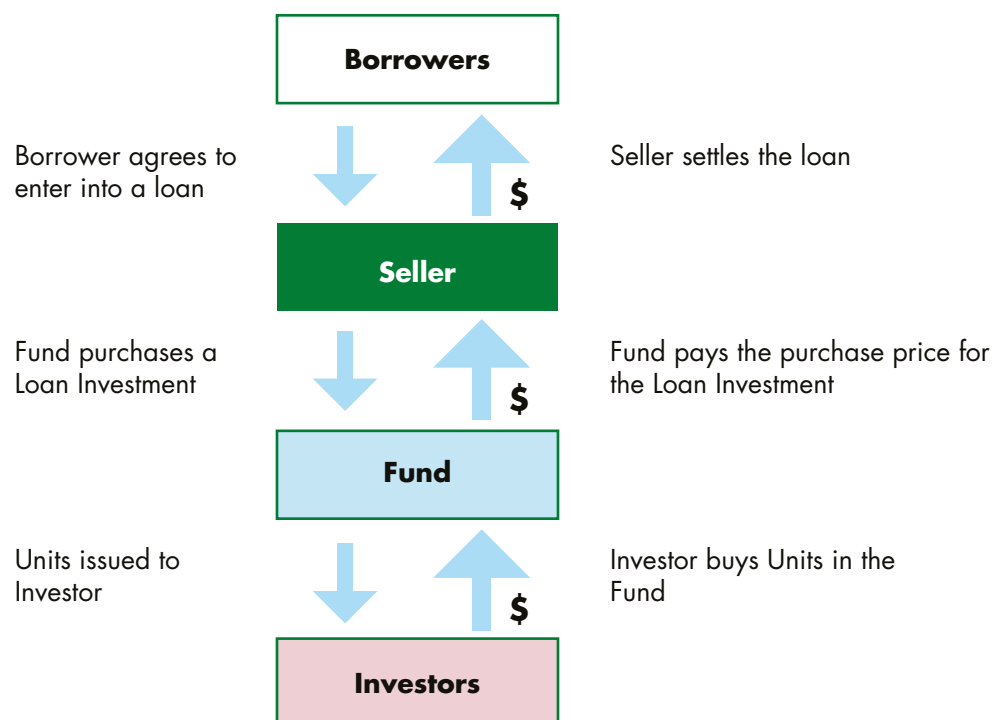 Borrowers
Borrower agrees to
enter into a loan
$
Seller settles the loan
Seller
Fund purchases a
Loan Investment
$
Fund pays the purchase price for
the Loan Investment
Fund
Units issued to
Investor
$
Investor buys Units in the
Fund
Investors